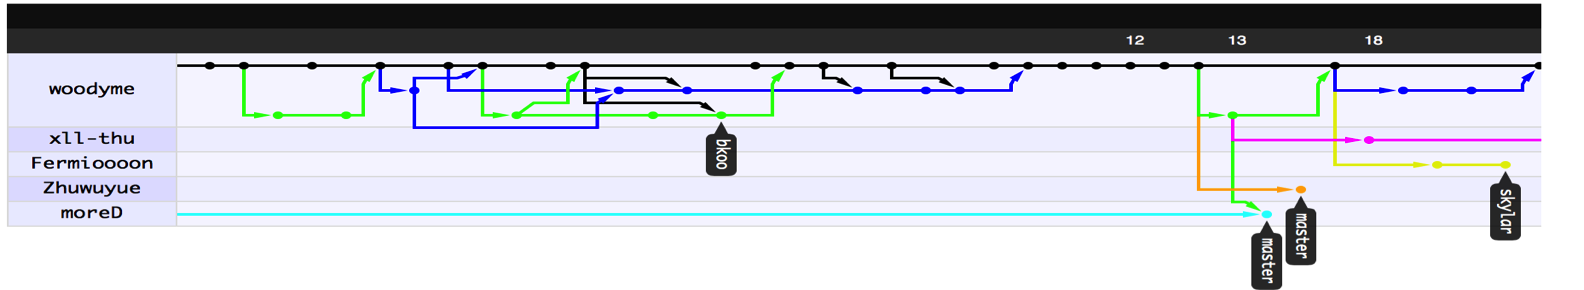 12 13 18
woodyme
xll-thu
Fermioooon
Zhuwuyue
moreD
bkoo
master
master
skylar